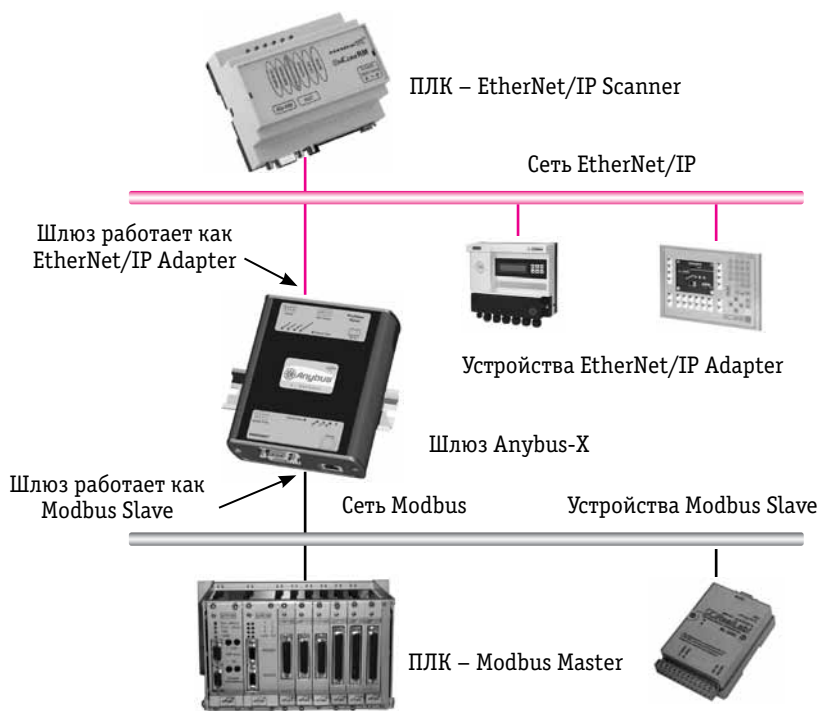 ПЛК – EtherNet/IP Scanner
Сеть EtherNet/IP
Шлюз работает как
EtherNet/IP Adapter
Устройства EtherNet/IP Adapter
Anybus
Шлюз Anybus-X
Шлюз работает как
Modbus Slave
Сеть Modbus
Устройства Modbus Slave
ПЛК – Modbus Master